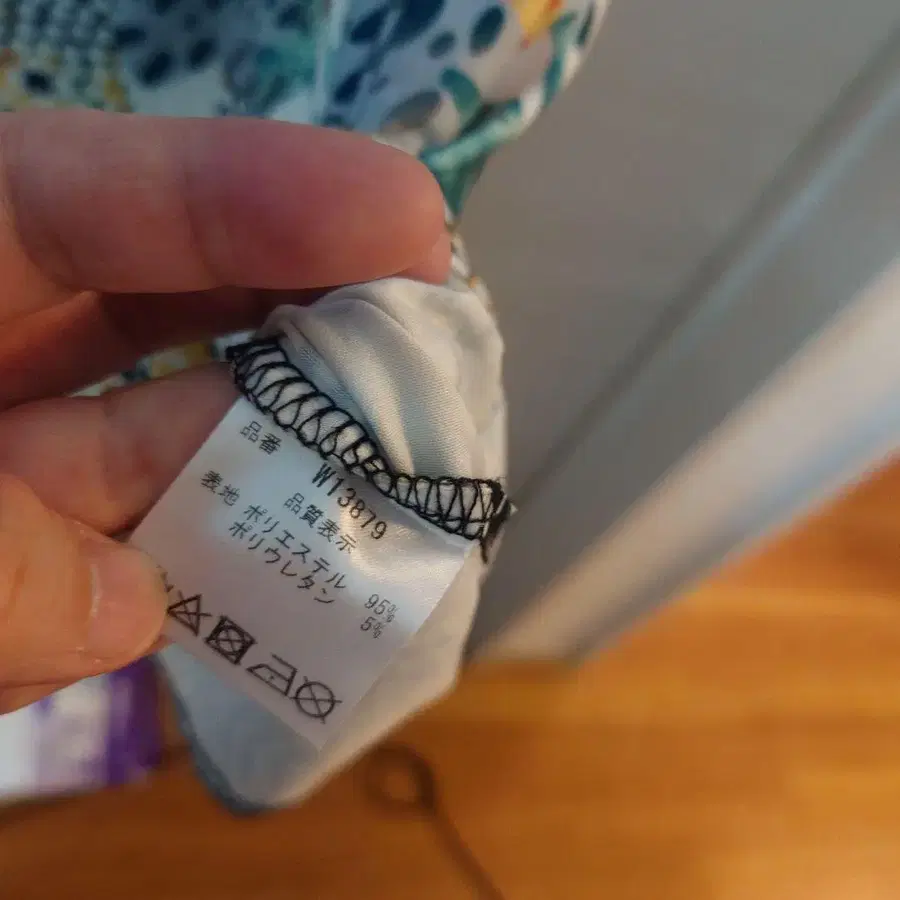 品番 W13879
品質表示
表地 ポリエステル 95%
ポリウレタン 5%